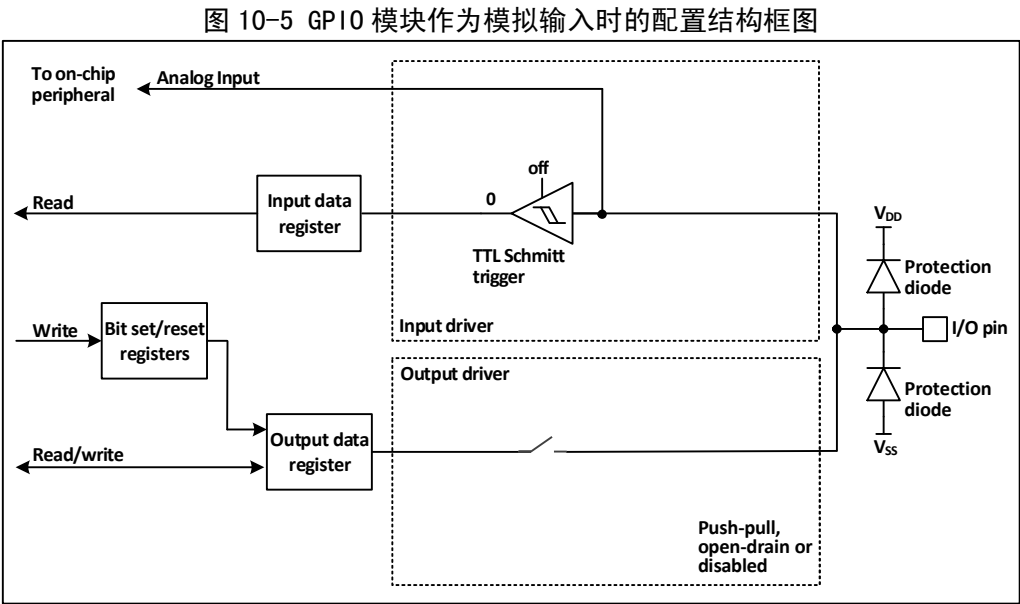 图 10-5 GPIO 模块作为模拟输入时的配置结构框图
To on-chip
peripheral
Analog Input
off
Read
Input data
register
0
TTL Schmitt
trigger
VDD
Protection
diode
Write
Bit set/reset
registers
Input driver
I/O pin
Output driver
Protection
diode
Read/write
Output data
register
VSS
Push-pull,
open-drain or
disabled